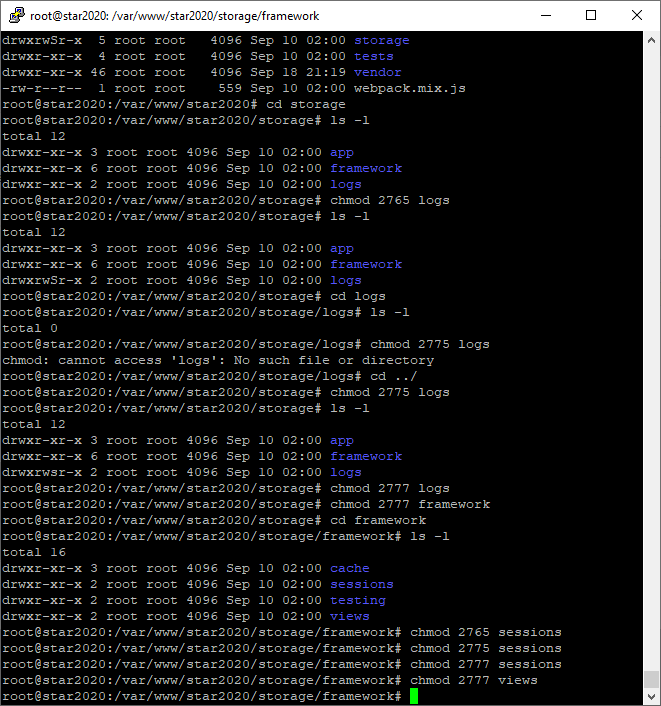 root@star2020: /var/www/star2020/storage/framework
drwxrwSr-x  5 root root   4096 Sep 10 02:00 storage
drwxr-xr-x  4 root root   4096 Sep 10 02:00 tests
drwxr-xr-x 46 root root   4096 Sep 18 21:19 vendor
-rw-r--r--  1 root root    559 Sep 10 02:00 webpack.mix.js
root@star2020:/var/www/star2020# cd storage
root@star2020:/var/www/star2020/storage# ls -l
total 12
drwxr-xr-x 3 root root 4096 Sep 10 02:00 app
drwxr-xr-x 6 root root 4096 Sep 10 02:00 framework
drwxr-xr-x 2 root root 4096 Sep 10 02:00 logs
root@star2020:/var/www/star2020/storage# chmod 2765 logs
root@star2020:/var/www/star2020/storage# ls -l
total 12
drwxr-xr-x 3 root root 4096 Sep 10 02:00 app
drwxr-xr-x 6 root root 4096 Sep 10 02:00 framework
drwxrwSr-x 2 root root 4096 Sep 10 02:00 logs
root@star2020:/var/www/star2020/storage# cd logs
root@star2020:/var/www/star2020/storage/logs# ls -l
total 0
root@star2020:/var/www/star2020/storage/logs# chmod 2775 logs
chmod: cannot access 'logs': No such file or directory
root@star2020:/var/www/star2020/storage/logs# cd ../
root@star2020:/var/www/star2020/storage# chmod 2775 logs
root@star2020:/var/www/star2020/storage# ls -l
total 12
drwxr-xr-x 3 root root 4096 Sep 10 02:00 app
drwxr-xr-x 6 root root 4096 Sep 10 02:00 framework
drwxrwsr-x 2 root root 4096 Sep 10 02:00 logs
root@star2020:/var/www/star2020/storage# chmod 2777 logs
root@star2020:/var/www/star2020/storage# chmod 2777 framework
root@star2020:/var/www/star2020/storage# cd framework
root@star2020:/var/www/star2020/storage/framework# ls -l
total 16
drwxr-xr-x 3 root root 4096 Sep 10 02:00 cache
drwxr-xr-x 2 root root 4096 Sep 10 02:00 sessions
drwxr-xr-x 2 root root 4096 Sep 10 02:00 testing
drwxr-xr-x 2 root root 4096 Sep 10 02:00 views
root@star2020:/var/www/star2020/storage/framework# chmod 2765 sessions
root@star2020:/var/www/star2020/storage/framework# chmod 2775 sessions
root@star2020:/var/www/star2020/storage/framework# chmod 2777 sessions
root@star2020:/var/www/star2020/storage/framework# chmod 2777 views
root@star2020:/var/www/star2020/storage/framework#